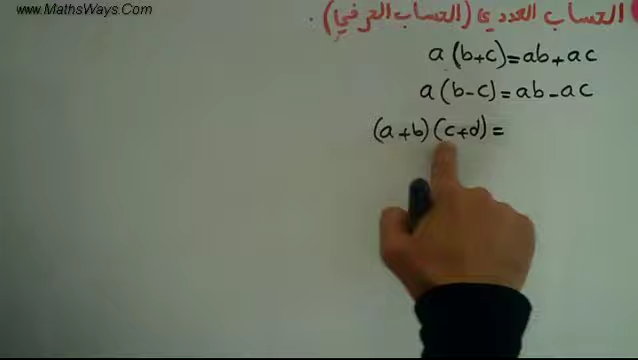 www.MathsWays.Com
الحساب العددي (الحساب الحرفي).
a(b+c)=ab+ac
a(b-c)=ab-ac
(a+b)(c+d)=